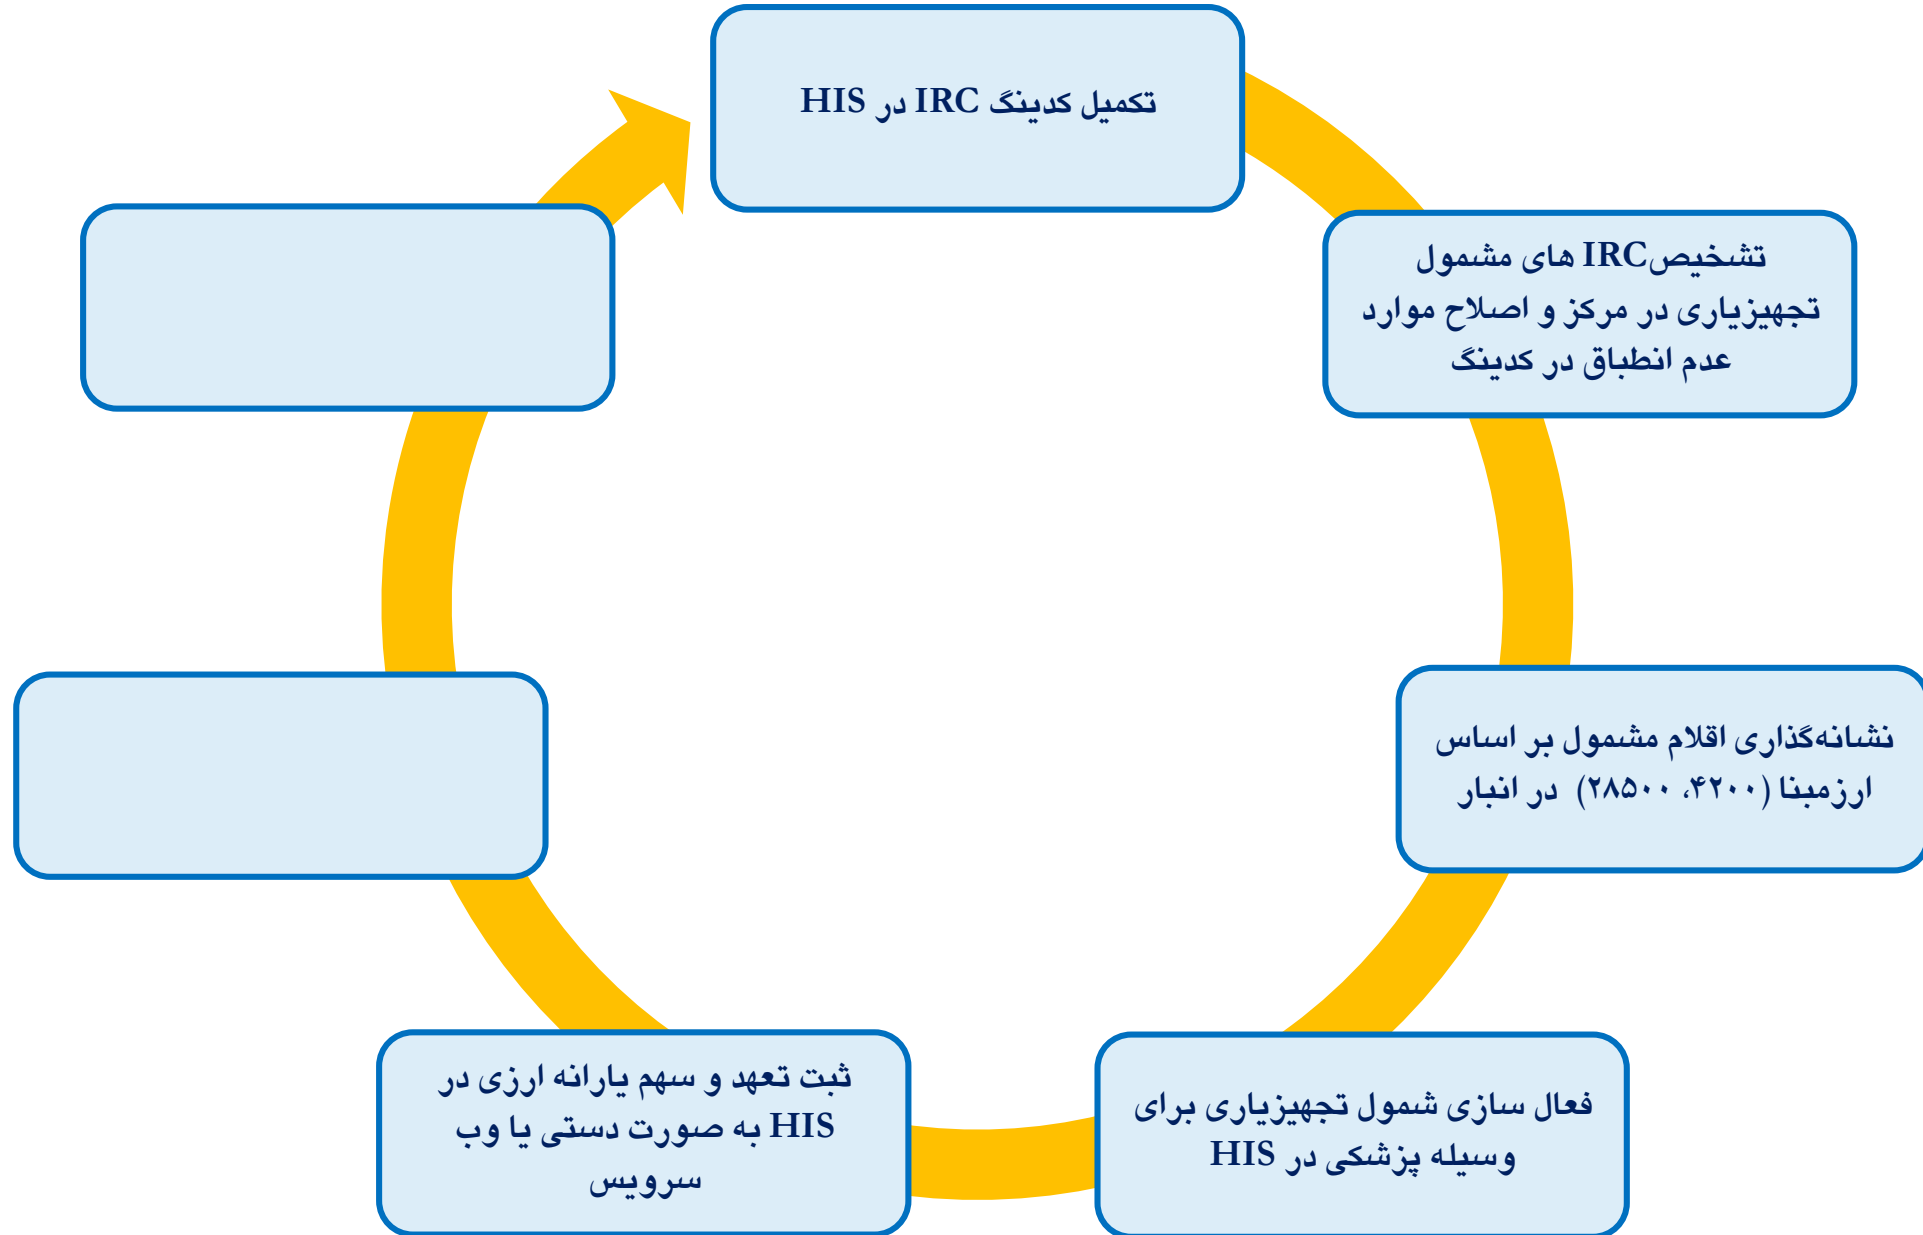 تکمیل کدینگ IRC در HIS
تشخیصIRC های مشمول
تجهیزیاری در مرکز و اصلاح موارد
عدم انطباق در کدینگ
نشانه‌گذاری اقلام مشمول بر اساس
ارزمبنا (۴۲۰۰، ۲۸۵۰۰) در انبار
فعال سازی شمول تجهیزیاری برای
وسیله پزشکی در HIS
ثبت تعهد و سهم یارانه ارزی در
HIS به صورت دستی یا وب
سرویس